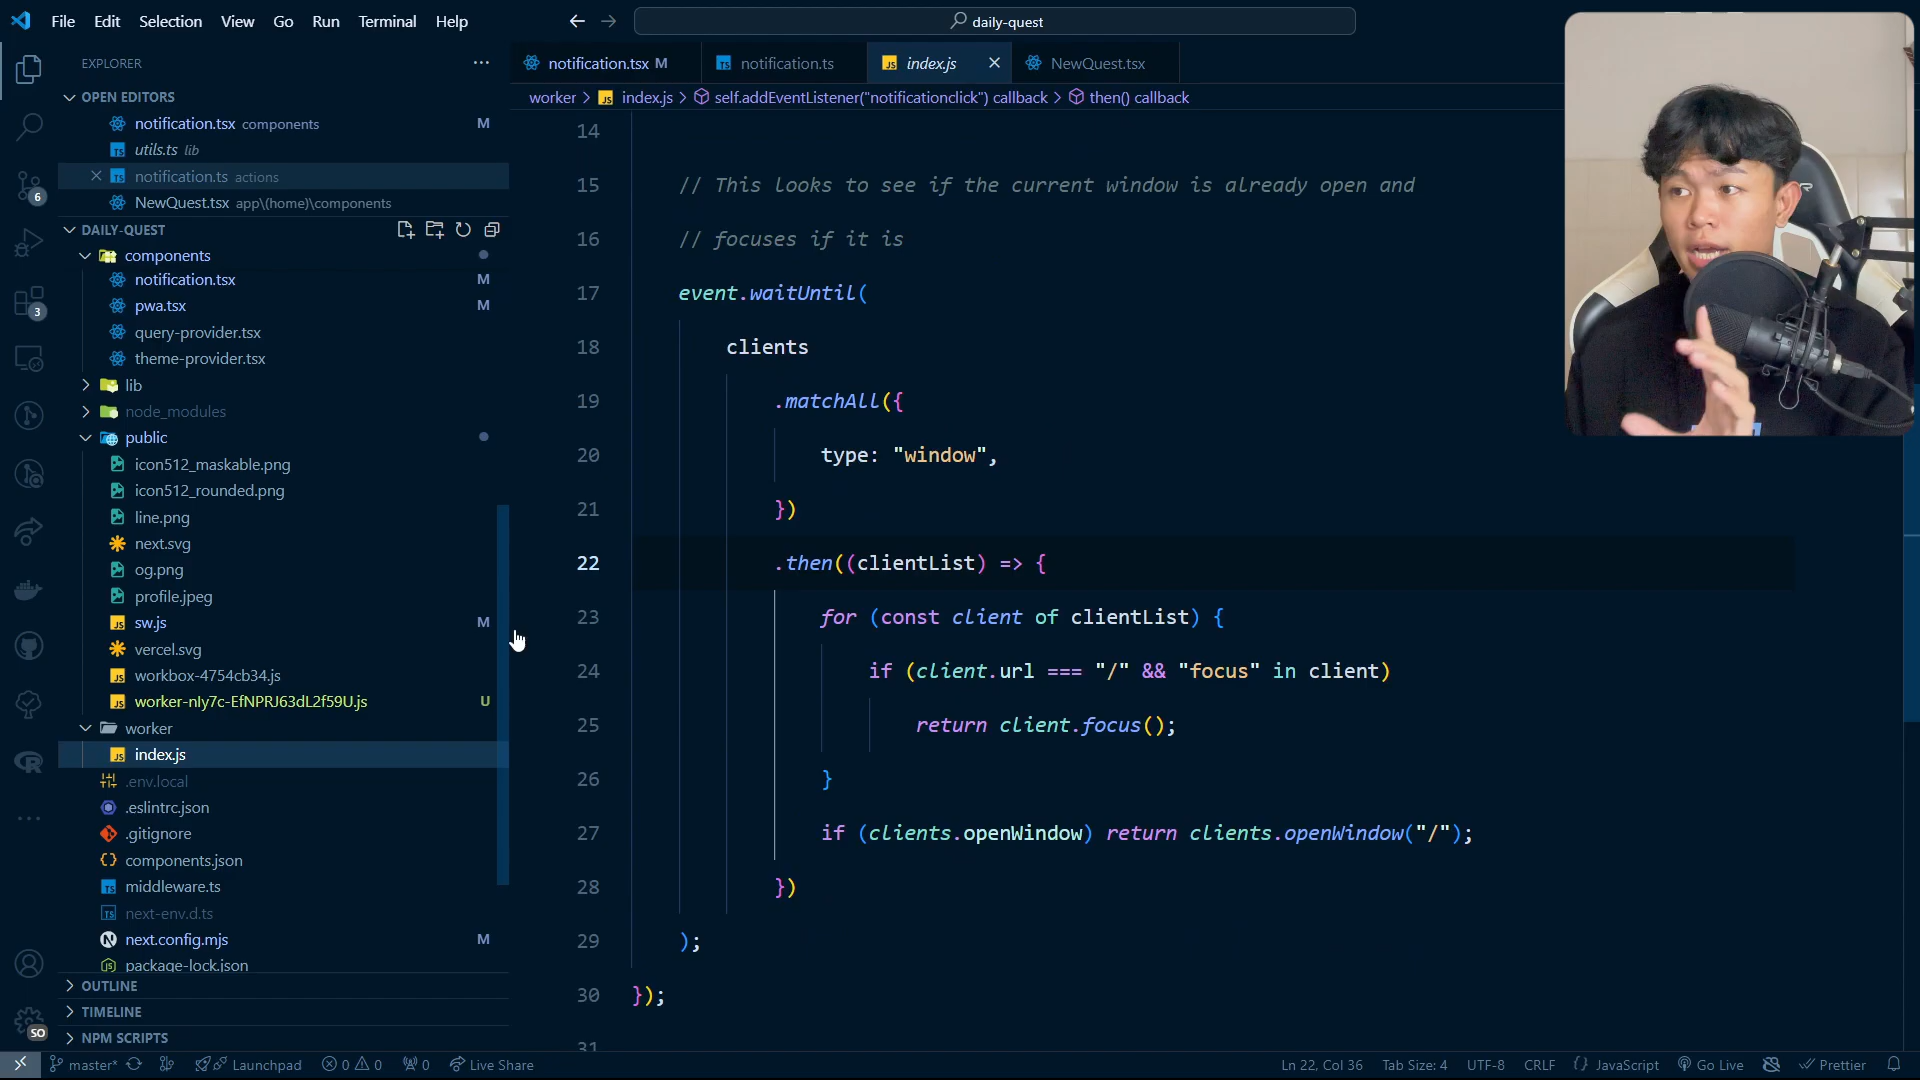 File Edit Selection View Go Run Terminal Help
daily-quest
EXPLORER
OPEN EDITORS
notification.tsx components M
utils.ts lib
notification.ts actions
NewQuest.tsx app\(home)\components
DAILY-QUEST
components
notification.tsx M
pwa.tsx M
query-provider.tsx
theme-provider.tsx
lib
node_modules
public
icon512_maskable.png
icon512_rounded.png
line.png
next.svg
og.png
profile.jpeg
sw.js M
vercel.svg
workbox-4754cb34.js
worker-nIy7c-EfNPRJ63dL2f59U.js U
worker
index.js
.env.local
.eslintrc.json
.gitignore
components.json
middleware.ts
next-env.d.ts
next.config.mjs M
package-lock.json
OUTLINE
TIMELINE
NPM SCRIPTS
6
3
SO
notification.tsx M notification.ts index.js NewQuest.tsx
worker > index.js > self.addEventListener("notificationclick") callback > then() callback
14
15 // This looks to see if the current window is already open and
16 // focuses if it is
17 event.waitUntil(
18 clients
19 .matchAll({
20 type: "window",
21 })
22 .then((clientList) => {
23 for (const client of clientList) {
24 if (client.url === "/" && "focus" in client)
25 return client.focus();
26 }
27 if (clients.openWindow) return clients.openWindow("/");
28 })
29 );
30 });
31
master* Launchpad 0 0 0 Live Share Ln 22, Col 36 Tab Size: 4 UTF-8 CRLF {} JavaScript Go Live Prettier